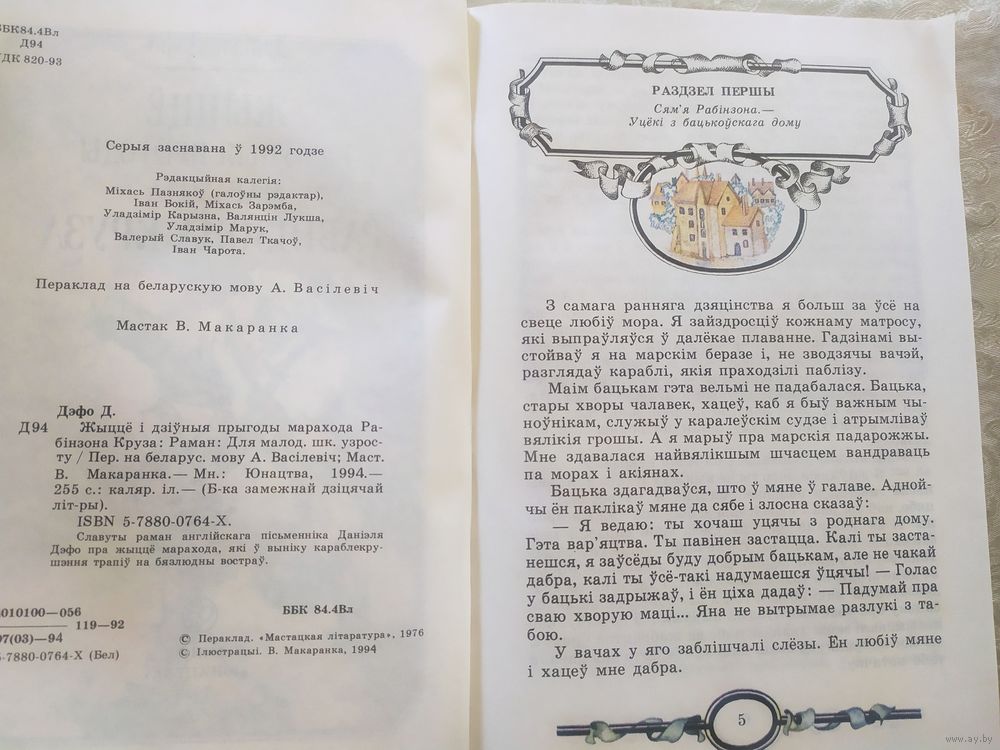 ББК84.4Вл
Д94
УДК 820-93
Серыя заснавана ў 1992 годзе
Рэдакцыйная калегія:
Міхась Пазнякоў (галоўны рэдактар),
Іван Вокій, Міхась Зарэмба,
Уладзімір Карызна, Валянцін Лукша,
Уладзімір Марук,
Валерый Славук, Павел Ткачоў,
Іван Чарота.
Пераклад на беларускую мову А. Васілевіч
Мастак В. Макаранка
Дэфо Д.
Д94 Жыццё і дзіўныя прыгоды марахода Ра-
бінзона Круза: Раман: Для малод. шк. узрос-
ту / Пер. на беларус. мову А. Васілевіч; Маст.
В. Макаранка.— Мн.: Юнацтва, 1994.—
255 с.: каляр. іл.— (Б-ка замежнай дзіцячай
літ-ры).
ISBN 5-7880-0764-X.
Славуты раман англійскага пісьменніка Даніэля
Дэфо пра жыццё марахода, які ў выніку караблекру-
шэння трапіў на бязлюдны востраў.
010100—056
119—92
07(03)—94
ББК 84.4Вл
5-7880-0764-X (Бел)
© Пераклад. «Мастацкая літаратура», 1976
© Ілюстрацыі. В. Макаранка, 1994
РАЗДЗЕЛ ПЕРШЫ
Сям'я Рабінзона.—
Уцёкі з бацькоўскага дому
З самага ранняга дзяцінства я больш за ўсё на
свеце любіў мора. Я зайздросціў кожнаму матросу,
які выпраўляўся ў далёкае плаванне. Гадзінамі вы-
стойваў я на марскім беразе і, не зводзячы вачэй,
разглядаў караблі, якія праходзілі паблізу.
Маім бацькам гэта вельмі не падабалася. Бацька,
стары хворы чалавек, хацеў, каб я быў важным чы-
ноўнікам, служыў у каралеўскім судзе і атрымліваў
вялікія грошы. А я марыў пра марскія падарожжы.
Мне здавалася найвялікшым шчасцем вандраваць
па морах і акіянах.
Бацька здагадваўся, што ў мяне ў галаве. Адной-
чы ён паклікаў мяне да сябе і злосна сказаў:
— Я ведаю: ты хочаш уцячы з роднага дому.
Гэта вар'яцтва. Ты павінен застацца. Калі ты заста-
нешся, я заўсёды буду добрым бацькам, але не чакай
дабра, калі ты ўсё-такі надумаешся ўцячы! — Голас
у бацькі задрыжаў, і ён ціха дадаў: — Падумай пра
сваю хворую маці... Яна не вытрымае разлукі з та-
бою.
У вачах у яго заблішчалі слёзы. Ён любіў мяне
і хацеў мне дабра.
5
www.ay.by